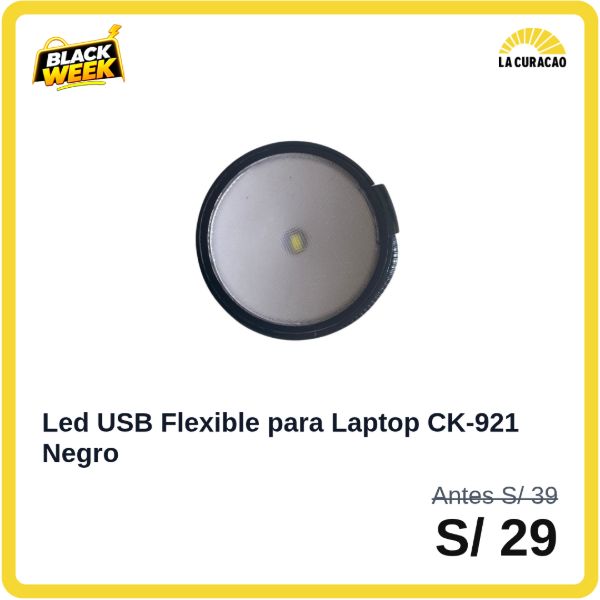 BLACK
WEEK
LA CURACAO
Led USB Flexible para Laptop CK-921
Negro
Antes S/ 39
S/ 29